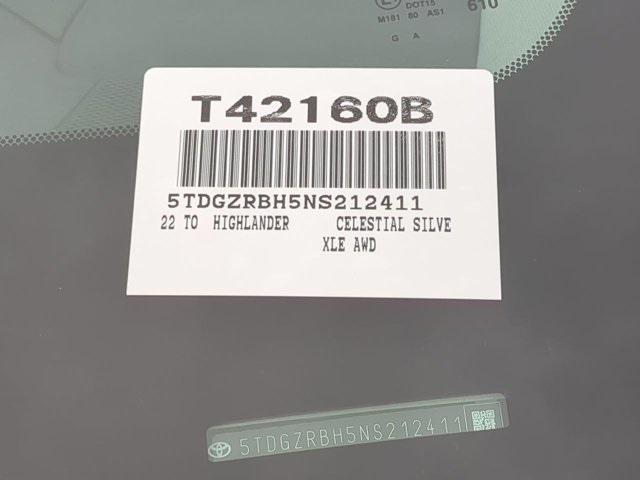 DOT15 610
M181 80 AS1
G A
T42160B
5TDGZRBH5NS212411
22 TO HIGHLANDER CELESTIAL SILVE
XLE AWD
5TDGZRBH5NS212411